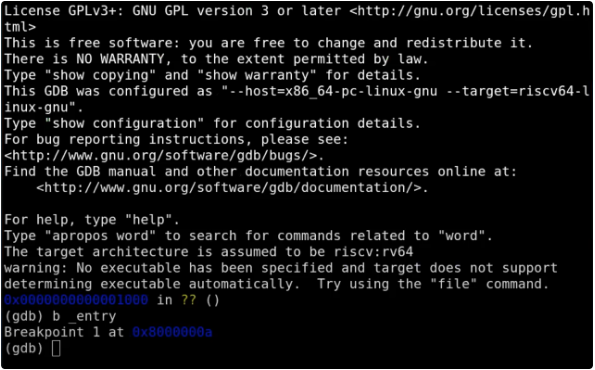 License GPLv3+: GNU GPL version 3 or later <http://gnu.org/licenses/gpl.h
tml>
This is free software: you are free to change and redistribute it.
There is NO WARRANTY, to the extent permitted by law.
Type "show copying" and "show warranty" for details.
This GDB was configured as "--host=x86_64-pc-linux-gnu --target=riscv64-l
inux-gnu".
Type "show configuration" for configuration details.
For bug reporting instructions, please see:
<http://www.gnu.org/software/gdb/bugs/>.
Find the GDB manual and other documentation resources online at:
    <http://www.gnu.org/software/gdb/documentation/>.

For help, type "help".
Type "apropos word" to search for commands related to "word".
The target architecture is assumed to be riscv:rv64
warning: No executable has been specified and target does not support
determining executable automatically.  Try using the "file" command.
0x0000000000001000 in ?? ()
(gdb) b _entry
Breakpoint 1 at 0x8000000a
(gdb)